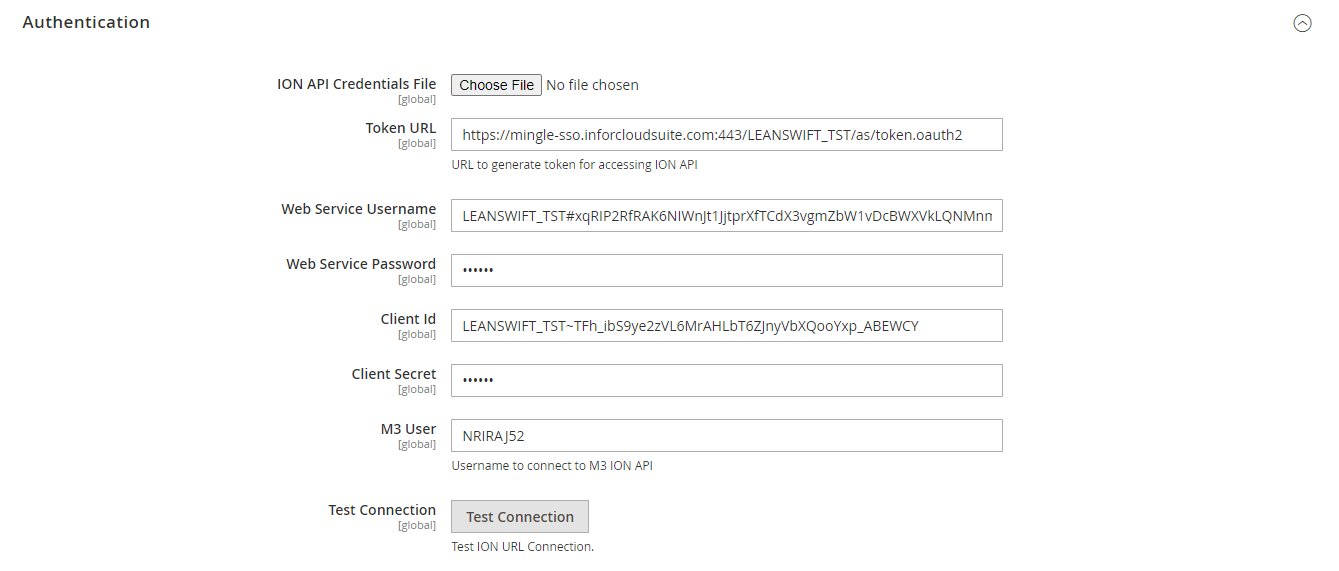 Authentication
ION API Credentials File
Choose File No file chosen
[global]
Token URL
https://mingle-sso.inforcloudsuite.com:443/LEANSWIFT_TST/as/token.oauth2
[global]
URL to generate token for accessing ION API
Web Service Username
LEANSWIFT_TST#xqRIP2RfRAK6NIWnJt1JjtprXfTCdX3vgmZbW1vDcBWXVkLQNMnn
[global]
Web Service Password
••••••
[global]
Client Id
LEANSWIFT_TST~TFh_ibS9ye2zVL6MrAHLbT6ZJnyVbXQooYxp_ABEWCY
[global]
Client Secret
••••••
[global]
M3 User
NRIRAJ52
[global]
Username to connect to M3 ION API
Test Connection
Test Connection
[global]
Test ION URL Connection.